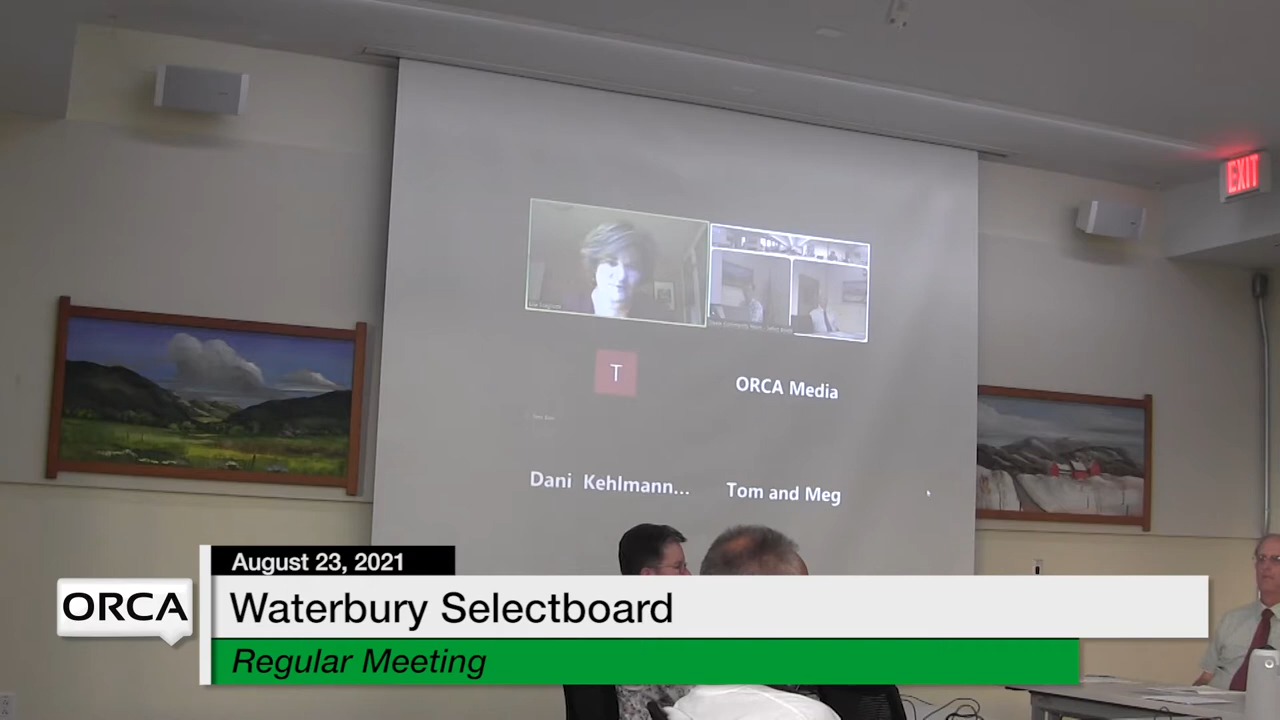 EXIT
T
ORCA Media
Dani Kehlmann...
Tom and Meg
August 23, 2021
ORCA
Waterbury Selectboard
Regular Meeting